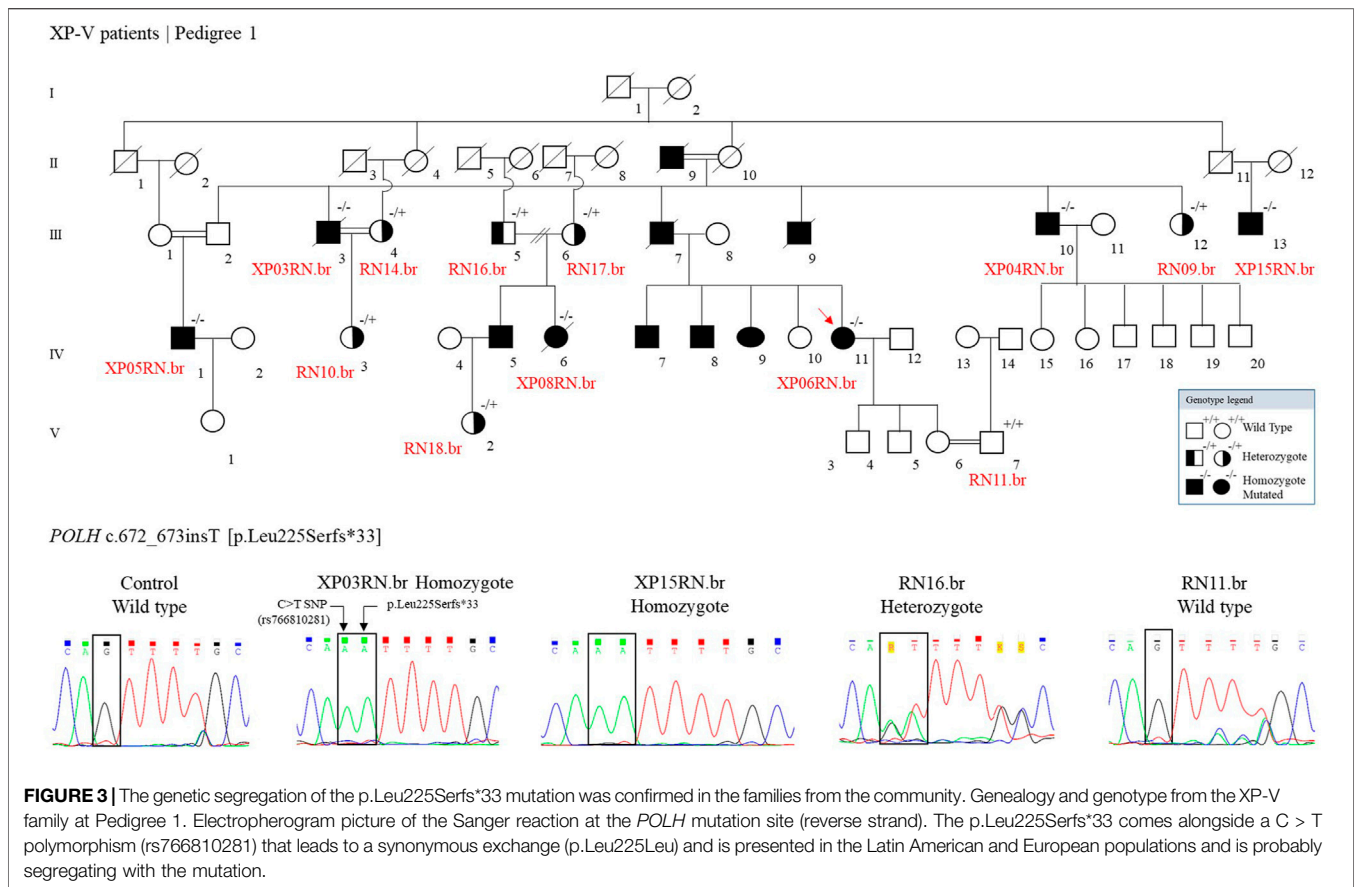 XP-V patients | Pedigree 1
I
1 2
II
1 2 3 4 5 6 7 8 9 10 11 12
-/- -/+ -/+ -/+ -/- -/+ -/-
III
1 2 3 4 5 6 7 8 9 10 11 12 13
XP03RN.br RN14.br RN16.br RN17.br XP04RN.br RN09.br XP15RN.br
-/- -/+ -/-
IV
1 2 3 4 5 6 7 8 9 10 11 12 13 14 15 16 17 18 19 20
XP05RN.br RN10.br XP08RN.br XP06RN.br
-/+ +/+
V
1 2 3 4 5 6 7
RN18.br RN11.br
Genotype legend
+/+ +/+ Wild Type
-/+ -/+ Heterozygote
-/- -/- Homozygote
Mutated
POLH c.672_673insT [p.Leu225Serfs*33]
Control
Wild type
XP03RN.br Homozygote
C>T SNP
(rs766810281)
p.Leu225Serfs*33
XP15RN.br
Homozygote
RN16.br
Heterozygote
RN11.br
Wild type
C A G T T T T G C
C A A A T T T T G C
C A A A T T T T G C
C A R T T T T K S C
C A G T T T T G C
FIGURE 3 | The genetic segregation of the p.Leu225Serfs*33 mutation was confirmed in the families from the community. Genealogy and genotype from the XP-V
family at Pedigree 1. Electropherogram picture of the Sanger reaction at the POLH mutation site (reverse strand). The p.Leu225Serfs*33 comes alongside a C > T
polymorphism (rs766810281) that leads to a synonymous exchange (p.Leu225Leu) and is presented in the Latin American and European populations and is probably
segregating with the mutation.